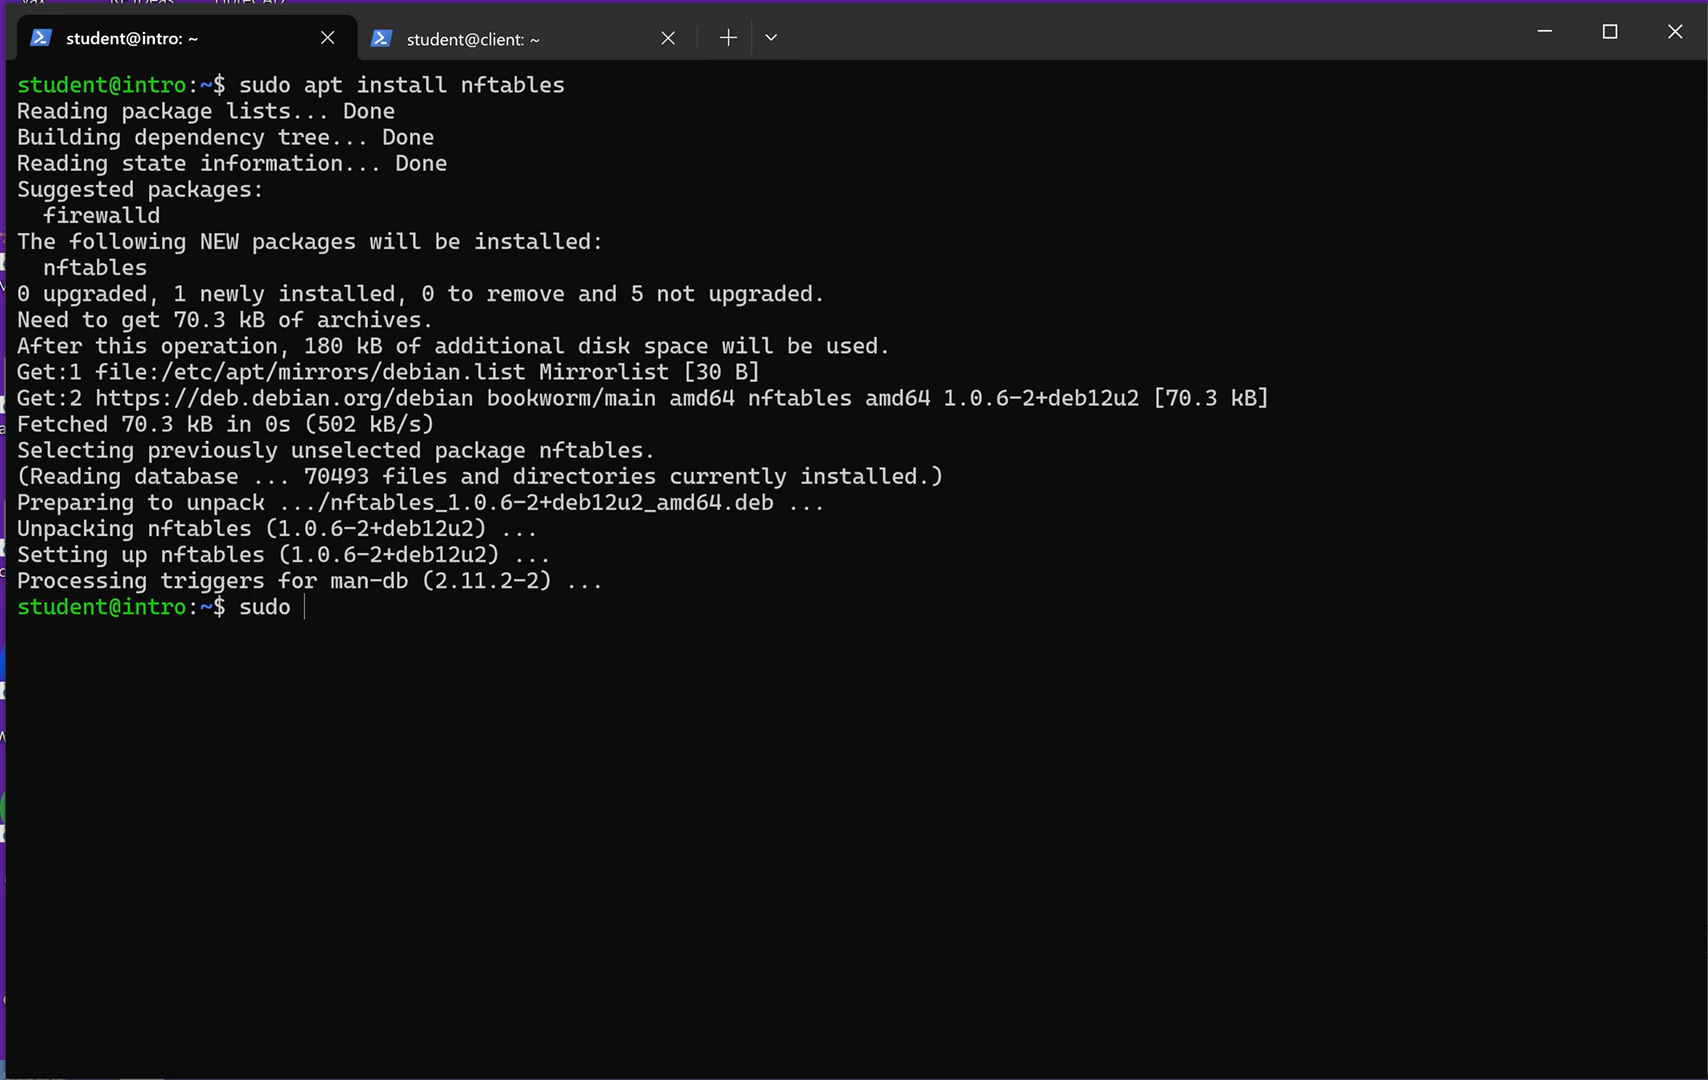 student@intro: ~
student@client: ~
student@intro:~$ sudo apt install nftables
Reading package lists... Done
Building dependency tree... Done
Reading state information... Done
Suggested packages:
  firewalld
The following NEW packages will be installed:
  nftables
0 upgraded, 1 newly installed, 0 to remove and 5 not upgraded.
Need to get 70.3 kB of archives.
After this operation, 180 kB of additional disk space will be used.
Get:1 file:/etc/apt/mirrors/debian.list Mirrorlist [30 B]
Get:2 https://deb.debian.org/debian bookworm/main amd64 nftables amd64 1.0.6-2+deb12u2 [70.3 kB]
Fetched 70.3 kB in 0s (502 kB/s)
Selecting previously unselected package nftables.
(Reading database ... 70493 files and directories currently installed.)
Preparing to unpack .../nftables_1.0.6-2+deb12u2_amd64.deb ...
Unpacking nftables (1.0.6-2+deb12u2) ...
Setting up nftables (1.0.6-2+deb12u2) ...
Processing triggers for man-db (2.11.2-2) ...
student@intro:~$ sudo